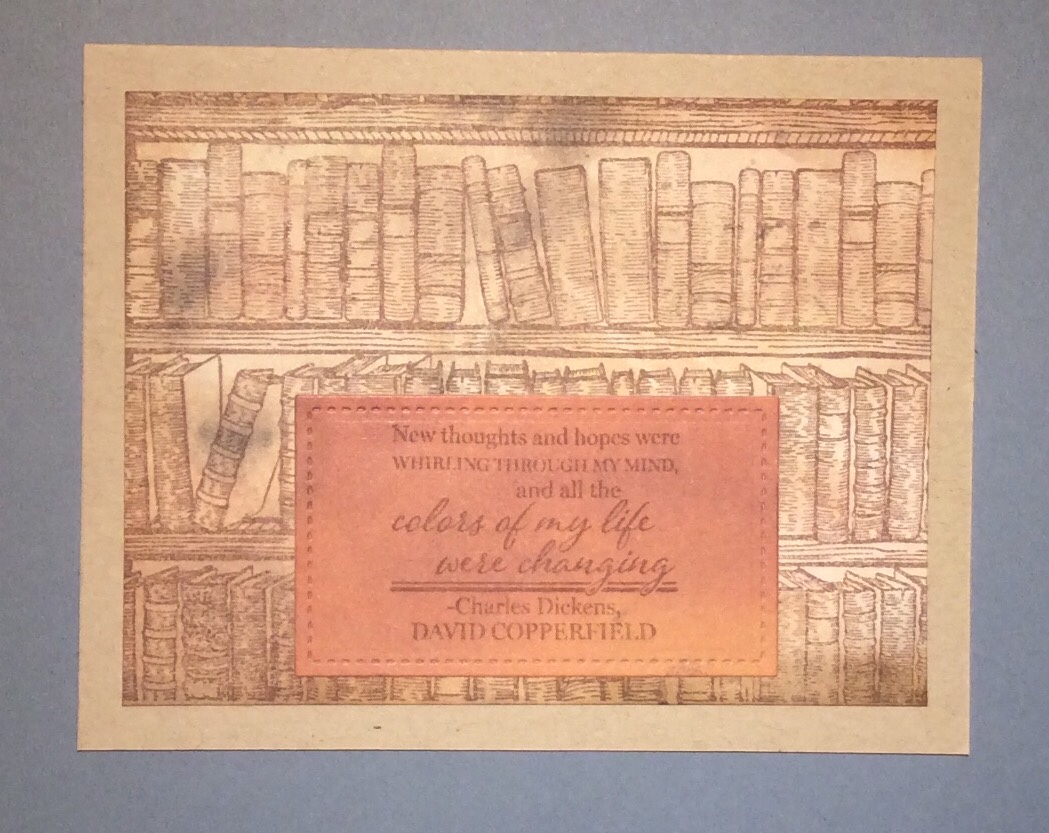 New thoughts and hopes were
WHIRLING THROUGH MY MIND,
and all the
colors of my life
were changing
-Charles Dickens,
DAVID COPPERFIELD